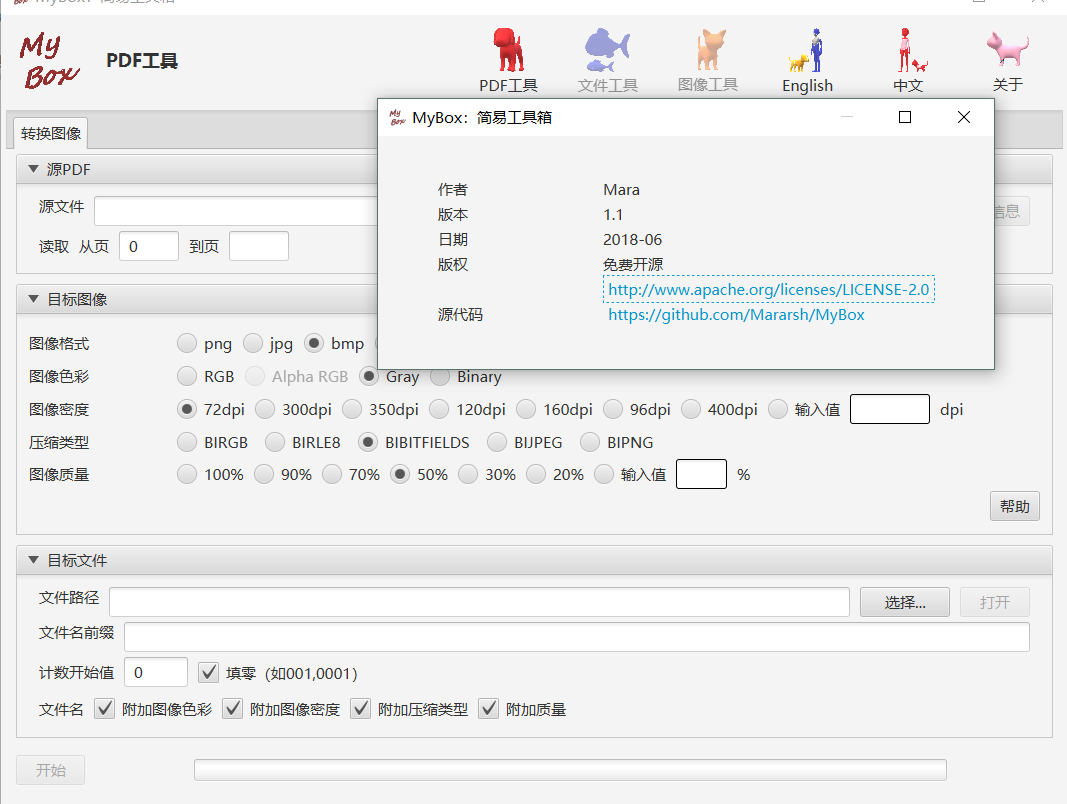 My
Box
PDF工具
PDF工具
文件工具
图像工具
English
中文
关于
转换图像
源PDF
源文件
信息
读取 从页 0 到页
MyBox：简易工具箱
作者 Mara
版本 1.1
日期 2018-06
版权 免费开源
http://www.apache.org/licenses/LICENSE-2.0
源代码 https://github.com/Mararsh/MyBox
目标图像
图像格式 png jpg bmp
图像色彩 RGB Alpha RGB Gray Binary
图像密度 72dpi 300dpi 350dpi 120dpi 160dpi 96dpi 400dpi 输入值 dpi
压缩类型 BIRGB BIRLE8 BIBITFIELDS BIJPEG BIPNG
图像质量 100% 90% 70% 50% 30% 20% 输入值 %
帮助
目标文件
文件路径 选择... 打开
文件名前缀
计数开始值 0 填零（如001,0001）
文件名 附加图像色彩 附加图像密度 附加压缩类型 附加质量
开始